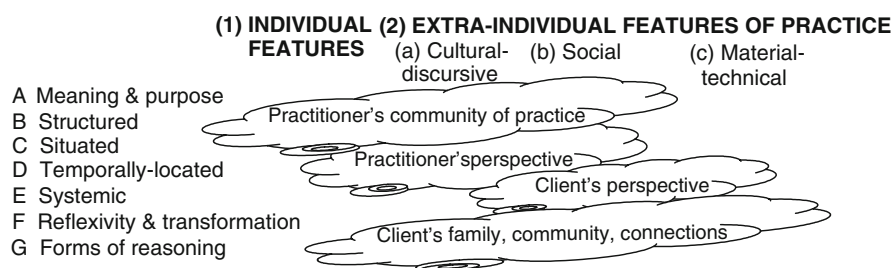 (1) INDIVIDUAL FEATURES
(2) EXTRA-INDIVIDUAL FEATURES OF PRACTICE
(a) Cultural-
discursive
(b) Social
(c) Material-
technical
A Meaning & purpose
B Structured
C Situated
D Temporally-located
E Systemic
F Reflexivity & transformation
G Forms of reasoning
Practitioner's community of practice
Practitioner'sperspective
Client's perspective
Client's family, community, connections